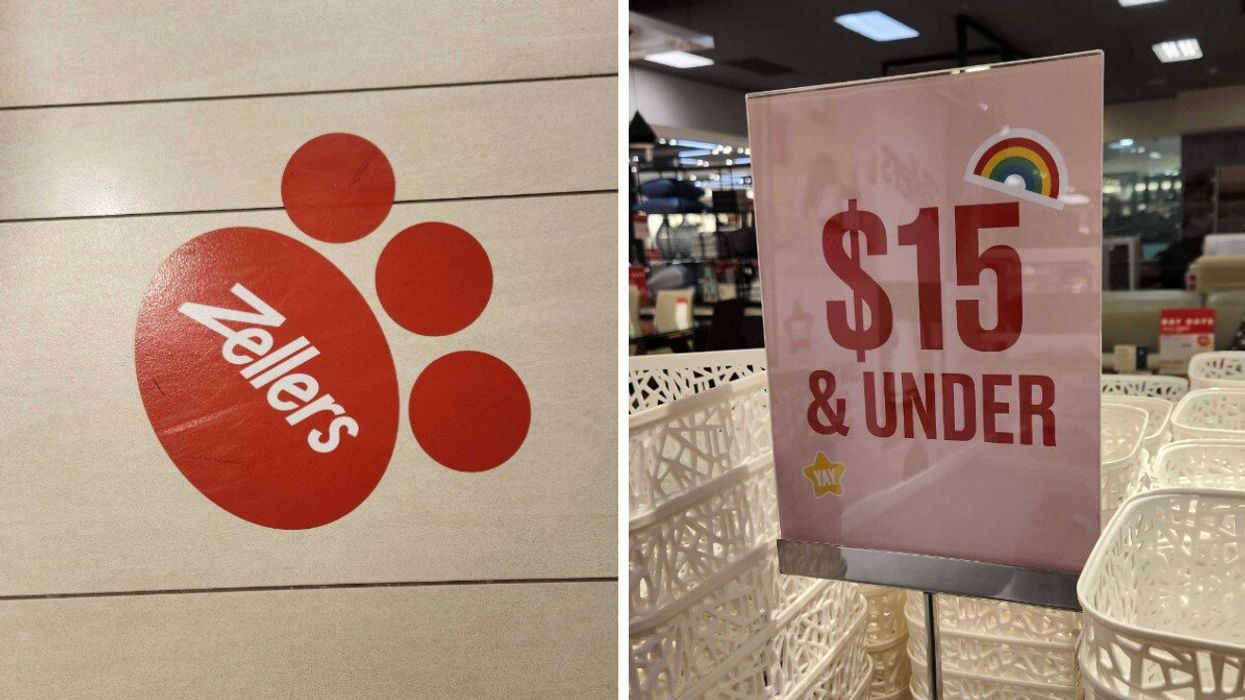 Zellers
$15
& UNDER
YAY